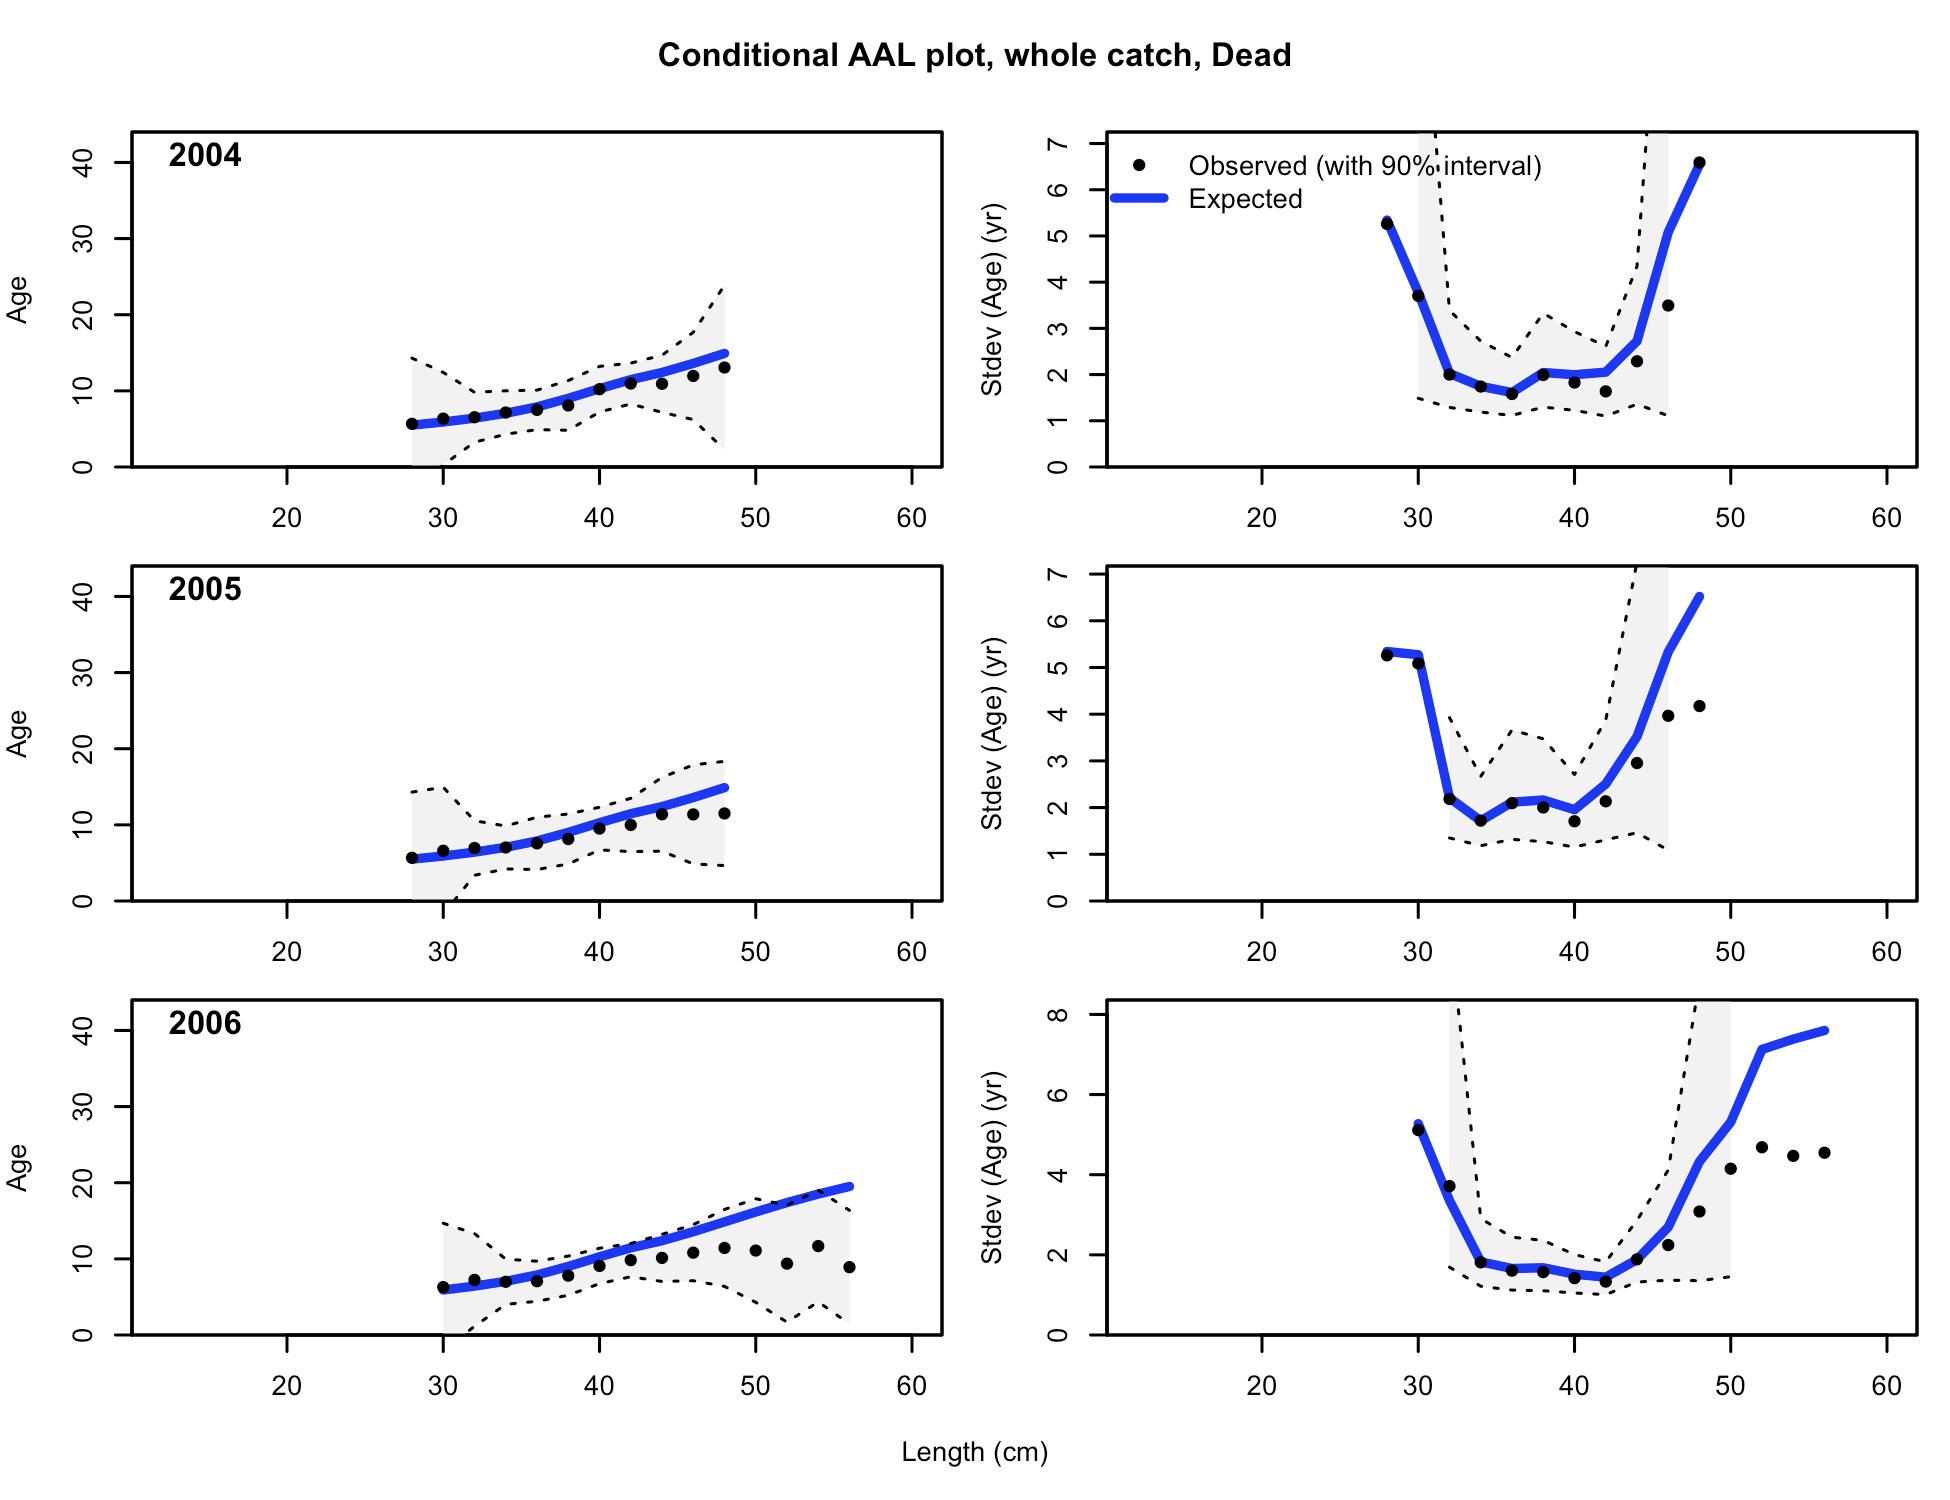 Conditional AAL plot, whole catch, Dead
2004
Age
0 10 20 30 40
20 30 40 50 60
Observed (with 90% interval)
Expected
Stdev (Age) (yr)
0 1 2 3 4 5 6 7
20 30 40 50 60
2005
Age
0 10 20 30 40
20 30 40 50 60
Stdev (Age) (yr)
0 1 2 3 4 5 6 7
20 30 40 50 60
2006
Age
0 10 20 30 40
20 30 40 50 60
Stdev (Age) (yr)
0 2 4 6 8
20 30 40 50 60
Length (cm)